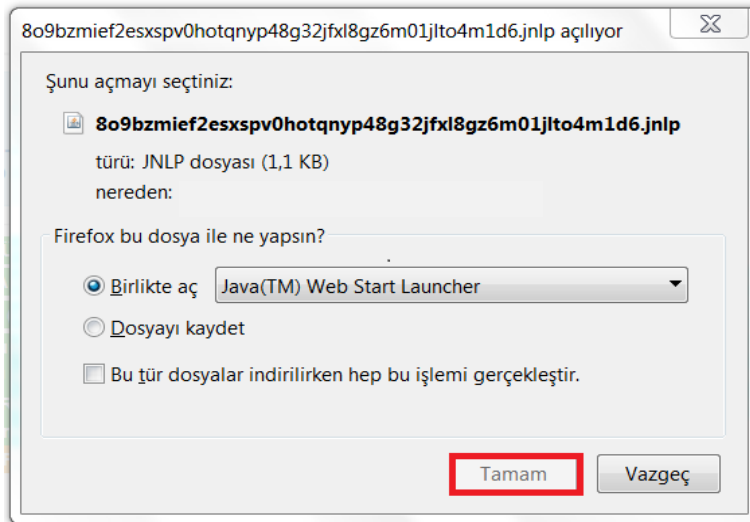 8o9bzmief2esxspv0hotqnyp48g32jfxl8gz6m01jlto4m1d6.jnlp açılıyor
Şunu açmayı seçtiniz:
8o9bzmief2esxspv0hotqnyp48g32jfxl8gz6m01jlto4m1d6.jnlp
türü: JNLP dosyası (1,1 KB)
nereden:
Firefox bu dosya ile ne yapsın?
Birlikte aç Java(TM) Web Start Launcher
Dosyayı kaydet
Bu tür dosyalar indirilirken hep bu işlemi gerçekleştir.
Tamam Vazgeç